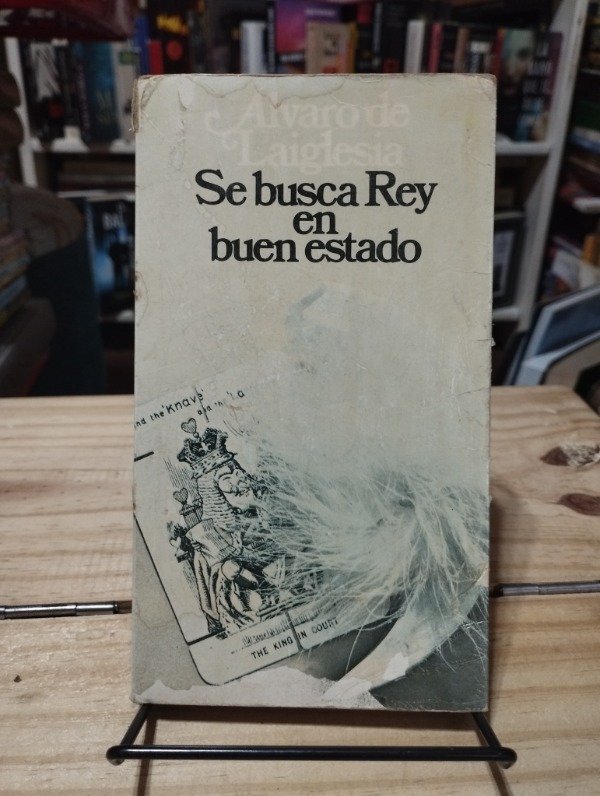 Alvaro de
Laiglesia
Se busca Rey
en
buen estado
and the 'Knave'
THE KING IN COURT